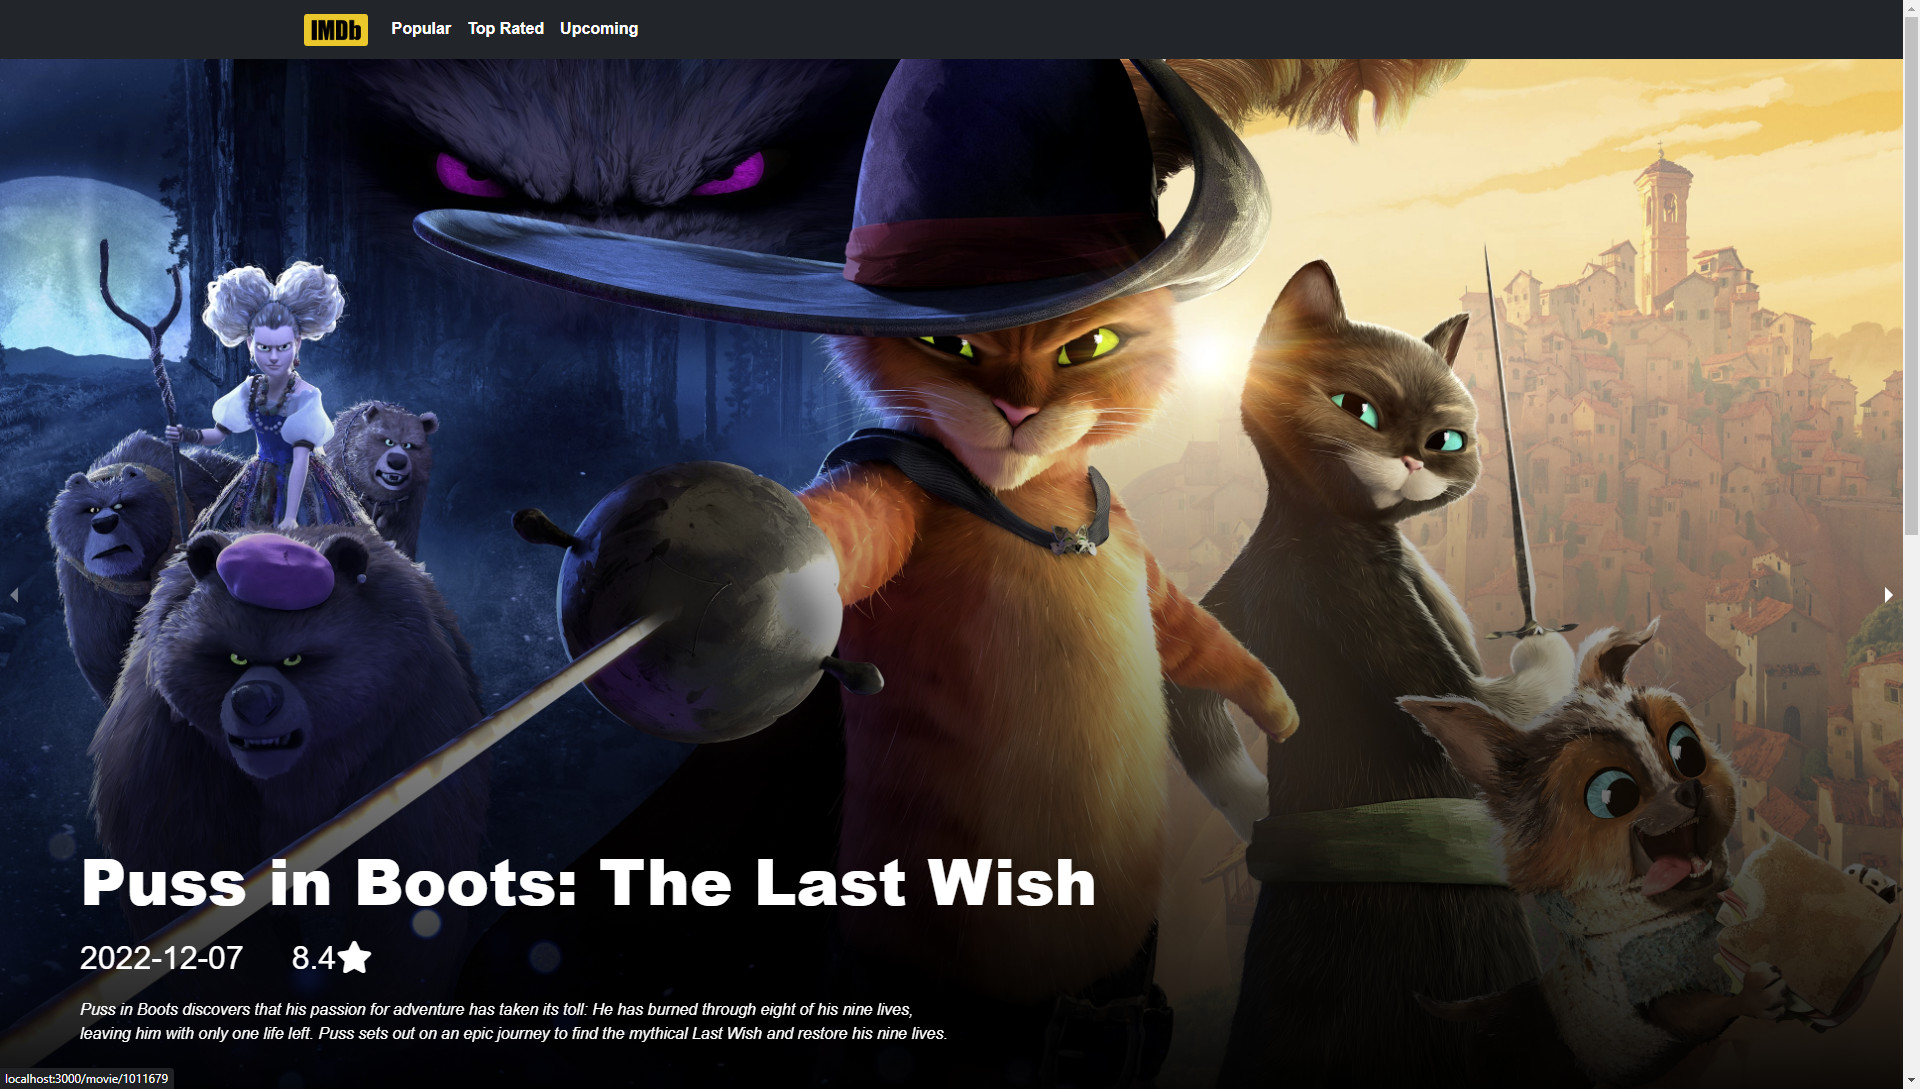 IMDb Popular Top Rated Upcoming
Puss in Boots: The Last Wish
2022-12-07 8.4
Puss in Boots discovers that his passion for adventure has taken its toll: He has burned through eight of his nine lives,
leaving him with only one life left. Puss sets out on an epic journey to find the mythical Last Wish and restore his nine lives.
localhost:3000/movie/1011679